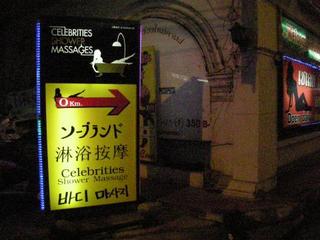 CELEBRITIES
SHOWER
MASSAGES
O Km.
ソープランド
淋浴按摩
Celebrities
Shower Massage
바디 마사지
350 B